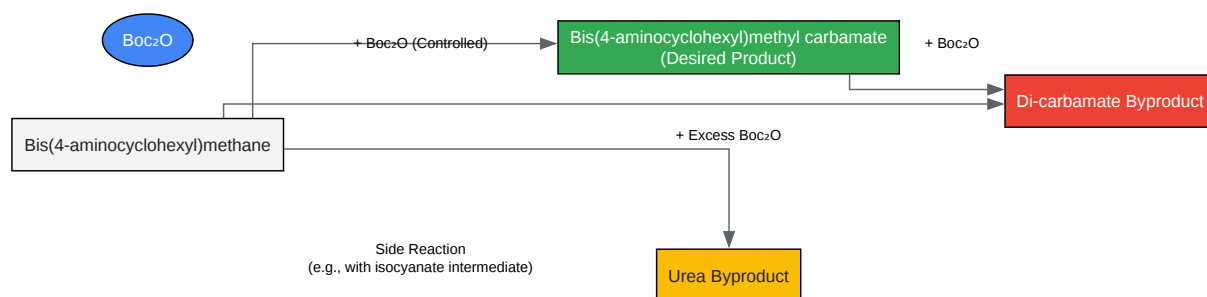 Boc₂O
+ Boc₂O (Controlled)
Bis(4-aminocyclohexyl)methyl carbamate
(Desired Product)
+ Boc₂O
Di-carbamate Byproduct
Bis(4-aminocyclohexyl)methane
+ Excess Boc₂O
Side Reaction
(e.g., with isocyanate intermediate)
Urea Byproduct